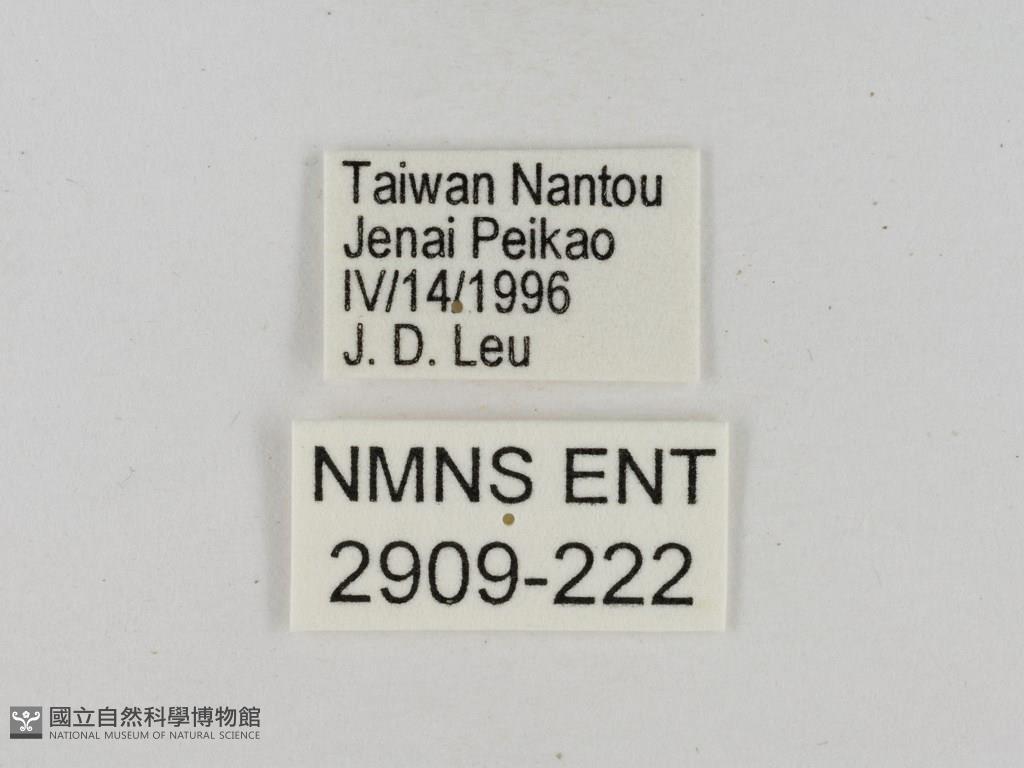 Taiwan Nantou
Jenai Peikao
IV/14/1996
J. D. Leu
NMNS ENT
2909-222
國立自然科學博物館
NATIONAL MUSEUM OF NATURAL SCIENCE